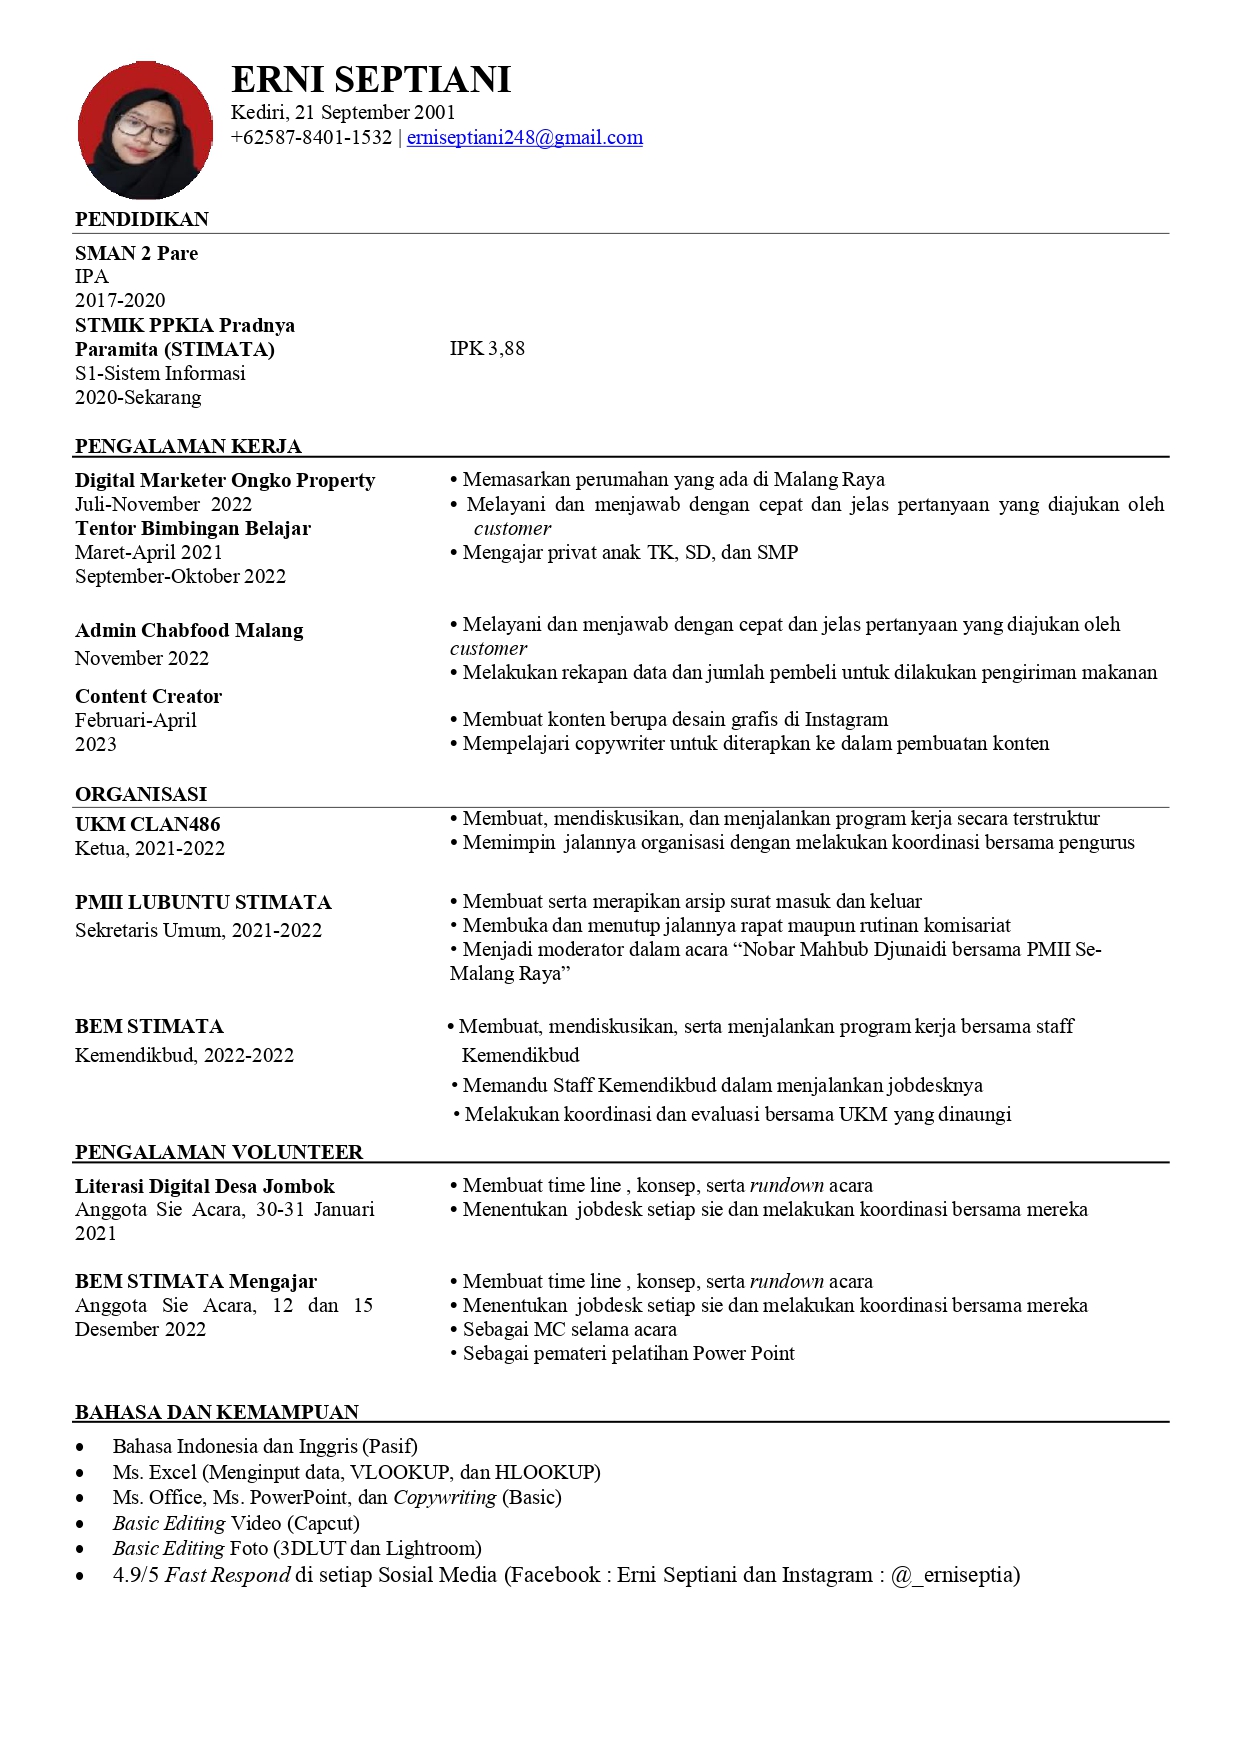 ERNI SEPTIANI
Kediri, 21 September 2001
+62587-8401-1532 | erniseptiani248@gmail.com
PENDIDIKAN
SMAN 2 Pare
IPA
2017-2020
STMIK PPKIA Pradnya
Paramita (STIMATA)
IPK 3,88
S1-Sistem Informasi
2020-Sekarang
PENGALAMAN KERJA
Digital Marketer Ongko Property
Juli-November 2022
• Memasarkan perumahan yang ada di Malang Raya
• Melayani dan menjawab dengan cepat dan jelas pertanyaan yang diajukan oleh
customer
Tentor Bimbingan Belajar
Maret-April 2021
September-Oktober 2022
• Mengajar privat anak TK, SD, dan SMP
Admin Chabfood Malang
November 2022
• Melayani dan menjawab dengan cepat dan jelas pertanyaan yang diajukan oleh
customer
• Melakukan rekapan data dan jumlah pembeli untuk dilakukan pengiriman makanan
Content Creator
Februari-April
2023
• Membuat konten berupa desain grafis di Instagram
• Mempelajari copywriter untuk diterapkan ke dalam pembuatan konten
ORGANISASI
UKM CLAN486
Ketua, 2021-2022
• Membuat, mendiskusikan, dan menjalankan program kerja secara terstruktur
• Memimpin jalannya organisasi dengan melakukan koordinasi bersama pengurus
PMII LUBUNTU STIMATA
Sekretaris Umum, 2021-2022
• Membuat serta merapikan arsip surat masuk dan keluar
• Membuka dan menutup jalannya rapat maupun rutinan komisariat
• Menjadi moderator dalam acara “Nobar Mahbub Djunaidi bersama PMII Se-
Malang Raya”
BEM STIMATA
Kemendikbud, 2022-2022
• Membuat, mendiskusikan, serta menjalankan program kerja bersama staff
Kemendikbud
• Memandu Staff Kemendikbud dalam menjalankan jobdesknya
• Melakukan koordinasi dan evaluasi bersama UKM yang dinaungi
PENGALAMAN VOLUNTEER
Literasi Digital Desa Jombok
Anggota Sie Acara, 30-31 Januari
2021
• Membuat time line , konsep, serta rundown acara
• Menentukan jobdesk setiap sie dan melakukan koordinasi bersama mereka
BEM STIMATA Mengajar
Anggota Sie Acara, 12 dan 15
Desember 2022
• Membuat time line , konsep, serta rundown acara
• Menentukan jobdesk setiap sie dan melakukan koordinasi bersama mereka
• Sebagai MC selama acara
• Sebagai pemateri pelatihan Power Point
BAHASA DAN KEMAMPUAN
• Bahasa Indonesia dan Inggris (Pasif)
• Ms. Excel (Menginput data, VLOOKUP, dan HLOOKUP)
• Ms. Office, Ms. PowerPoint, dan Copywriting (Basic)
• Basic Editing Video (Capcut)
• Basic Editing Foto (3DLUT dan Lightroom)
• 4.9/5 Fast Respond di setiap Sosial Media (Facebook : Erni Septiani dan Instagram : @_erniseptia)